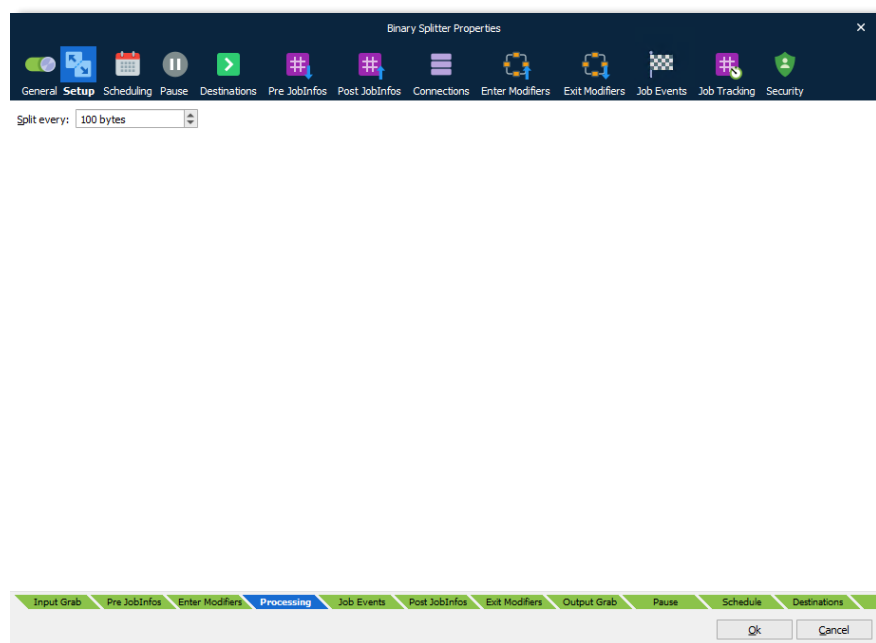 Binary Splitter Properties
General Setup Scheduling Pause Destinations Pre JobInfos Post JobInfos Connections Enter Modifiers Exit Modifiers Job Events Job Tracking Security
Split every: 100 bytes
Input Grab Pre JobInfos Enter Modifiers Processing Job Events Post JobInfos Exit Modifiers Output Grab Pause Schedule Destinations
Ok Cancel